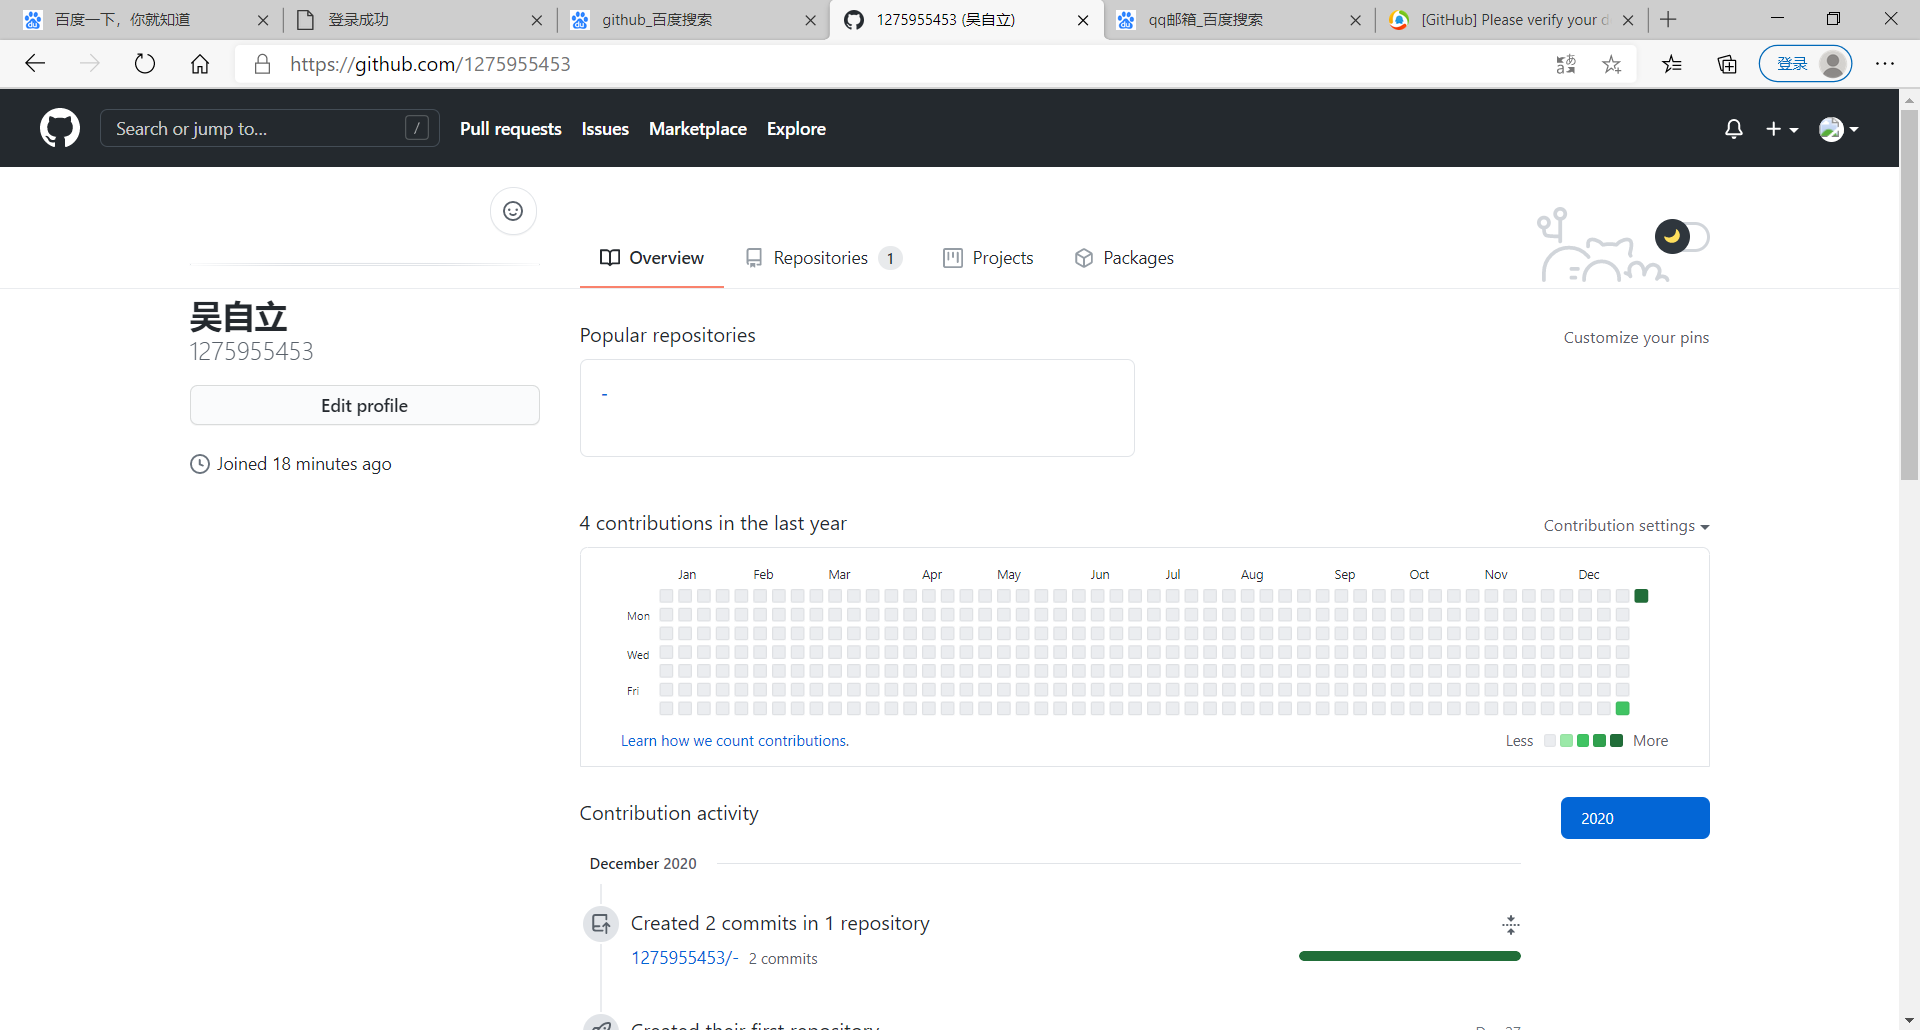 百度一下，你就知道
登录成功
github_百度搜索
1275955453 (吴自立)
qq邮箱_百度搜索
[GitHub] Please verify your d
https://github.com/1275955453
登录
Search or jump to...
/
Pull requests
Issues
Marketplace
Explore
Overview
Repositories 1
Projects
Packages
吴自立
1275955453
Edit profile
Joined 18 minutes ago
Popular repositories
Customize your pins
-
4 contributions in the last year
Contribution settings
Jan Feb Mar Apr May Jun Jul Aug Sep Oct Nov Dec
Mon
Wed
Fri
Learn how we count contributions.
Less
More
Contribution activity
2020
December 2020
Created 2 commits in 1 repository
1275955453/- 2 commits
Created their first repository
Dec 27